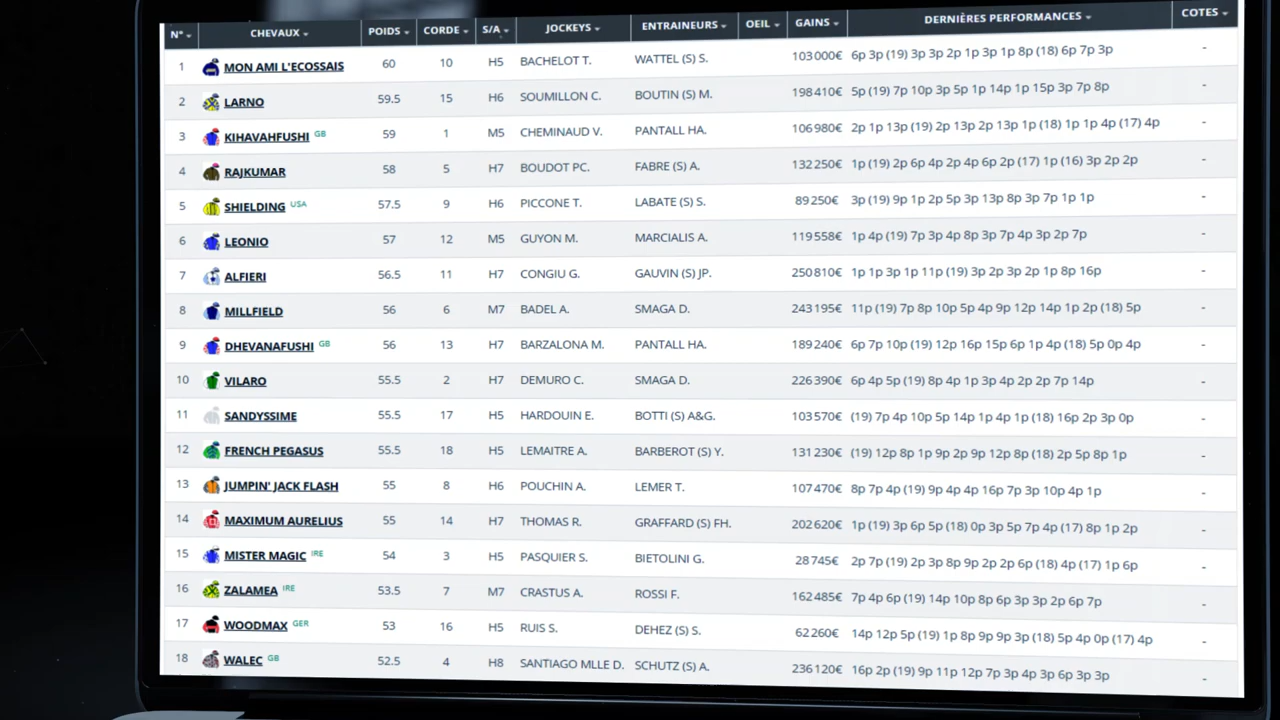 N° CHEVAUX POIDS CORDE S/A JOCKEYS ENTRAINEURS OEIL GAINS DERNIÈRES PERFORMANCES COTES
1 MON AMI L'ECOSSAIS 60 10 H5 BACHELOT T. WATTEL (S) S. 103 000€ 6p 3p (19) 3p 3p 2p 1p 3p 1p 8p (18) 6p 7p 3p -
2 LARNO 59.5 15 H6 SOUMILLON C. BOUTIN (S) M. 198 410€ 5p (19) 7p 10p 3p 5p 1p 14p 1p 15p 3p 7p 8p -
3 KIHAVAHFUSHI GB 59 1 M5 CHEMINAUD V. PANTALL HA. 106 980€ 2p 1p 13p (19) 2p 13p 2p 13p 1p (18) 1p 1p 4p (17) 4p -
4 RAJKUMAR 58 5 H7 BOUDOT PC. FABRE (S) A. 132 250€ 1p (19) 2p 6p 4p 2p 4p 6p 2p (17) 1p (16) 3p 2p 2p -
5 SHIELDING USA 57.5 9 H6 PICCONE T. LABATE (S) S. 89 250€ 3p (19) 9p 1p 2p 5p 3p 13p 8p 3p 7p 1p 1p -
6 LEONIO 57 12 M5 GUYON M. MARCIALIS A. 119 558€ 1p 4p (19) 7p 3p 4p 8p 3p 7p 4p 3p 2p 7p -
7 ALFIERI 56.5 11 H7 CONGIU G. GAUVIN (S) JP. 250 810€ 1p 1p 3p 1p 11p (19) 3p 2p 3p 2p 1p 8p 16p -
8 MILLFIELD 56 6 M7 BADEL A. SMAGA D. 243 195€ 11p (19) 7p 8p 10p 5p 4p 9p 12p 14p 1p 2p (18) 5p -
9 DHEVANAFUSHI GB 56 13 H7 BARZALONA M. PANTALL HA. 189 240€ 6p 7p 10p (19) 12p 16p 15p 6p 1p 4p (18) 5p 0p 4p -
10 VILARO 55.5 2 H7 DEMURO C. SMAGA D. 226 390€ 6p 4p 5p (19) 8p 4p 1p 3p 4p 2p 2p 7p 14p -
11 SANDYSSIME 55.5 17 H5 HARDOUIN E. BOTTI (S) A&G. 103 570€ (19) 7p 4p 10p 5p 14p 1p 4p 1p (18) 16p 2p 3p 0p -
12 FRENCH PEGASUS 55.5 18 H5 LEMAITRE A. BARBEROT (S) Y. 131 230€ (19) 12p 8p 1p 9p 2p 9p 12p 8p (18) 2p 5p 8p 1p -
13 JUMPIN' JACK FLASH 55 8 H6 POUCHIN A. LEMER T. 107 470€ 8p 7p 4p (19) 9p 4p 4p 16p 7p 3p 10p 4p 1p -
14 MAXIMUM AURELIUS 55 14 H7 THOMAS R. GRAFFARD (S) FH. 202 620€ 1p (19) 3p 6p 5p (18) 0p 3p 5p 7p 4p (17) 8p 1p 2p -
15 MISTER MAGIC IRE 54 3 H5 PASQUIER S. BIETOLINI G. 28 745€ 2p 7p (19) 2p 3p 8p 9p 2p 2p 6p (18) 4p (17) 1p 6p -
16 ZALAMEA IRE 53.5 7 M7 CRASTUS A. ROSSI F. 162 485€ 7p 4p 6p (19) 14p 10p 8p 6p 3p 3p 2p 6p 7p -
17 WOODMAX GER 53 16 H5 RUIS S. DEHEZ (S) S. 62 260€ 14p 12p 5p (19) 1p 8p 9p 9p 3p (18) 5p 4p 0p (17) 4p -
18 WALEC GB 52.5 4 H8 SANTIAGO MLLE D. SCHUTZ (S) A. 236 120€ 16p 2p (19) 9p 11p 12p 7p 3p 4p 3p 6p 3p 3p -